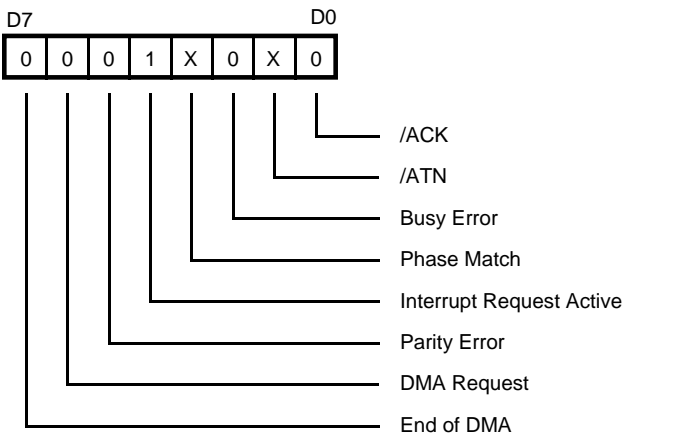 D7 D0
0 0 0 1 X 0 X 0
/ACK
/ATN
Busy Error
Phase Match
Interrupt Request Active
Parity Error
DMA Request
End of DMA